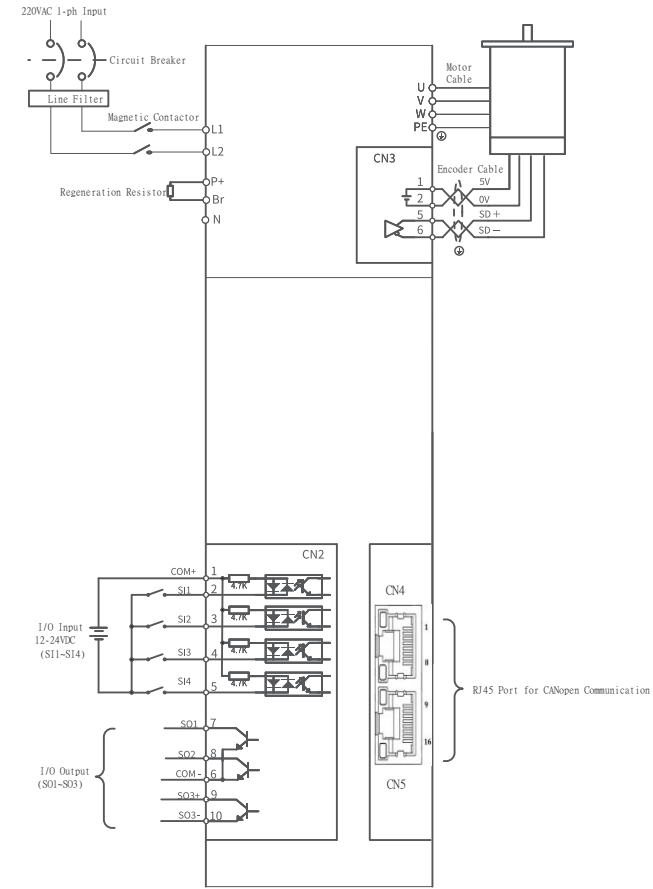 220VAC 1-ph Input
Circuit Breaker
Line Filter
Magnetic Contactor
L1
L2
P+
Regeneration Resistor
Br
N
Motor
Cable
U
V
W
PE
CN3
Encoder Cable
1
5V
2
0V
5
SD+
6
SD-
CN2
COM+
1
4.7K
SI1
2
SI2
3
4.7K
I/O Input
12-24VDC
(SI1~SI4)
SI3
4
4.7K
SI4
5
4.7K
SO1
7
SO2
8
COM-
6
I/O Output
(SO1~SO3)
SO3+
9
SO3-
10
CN4
1
8
RJ45 Port for CANopen Communication
9
16
CN5